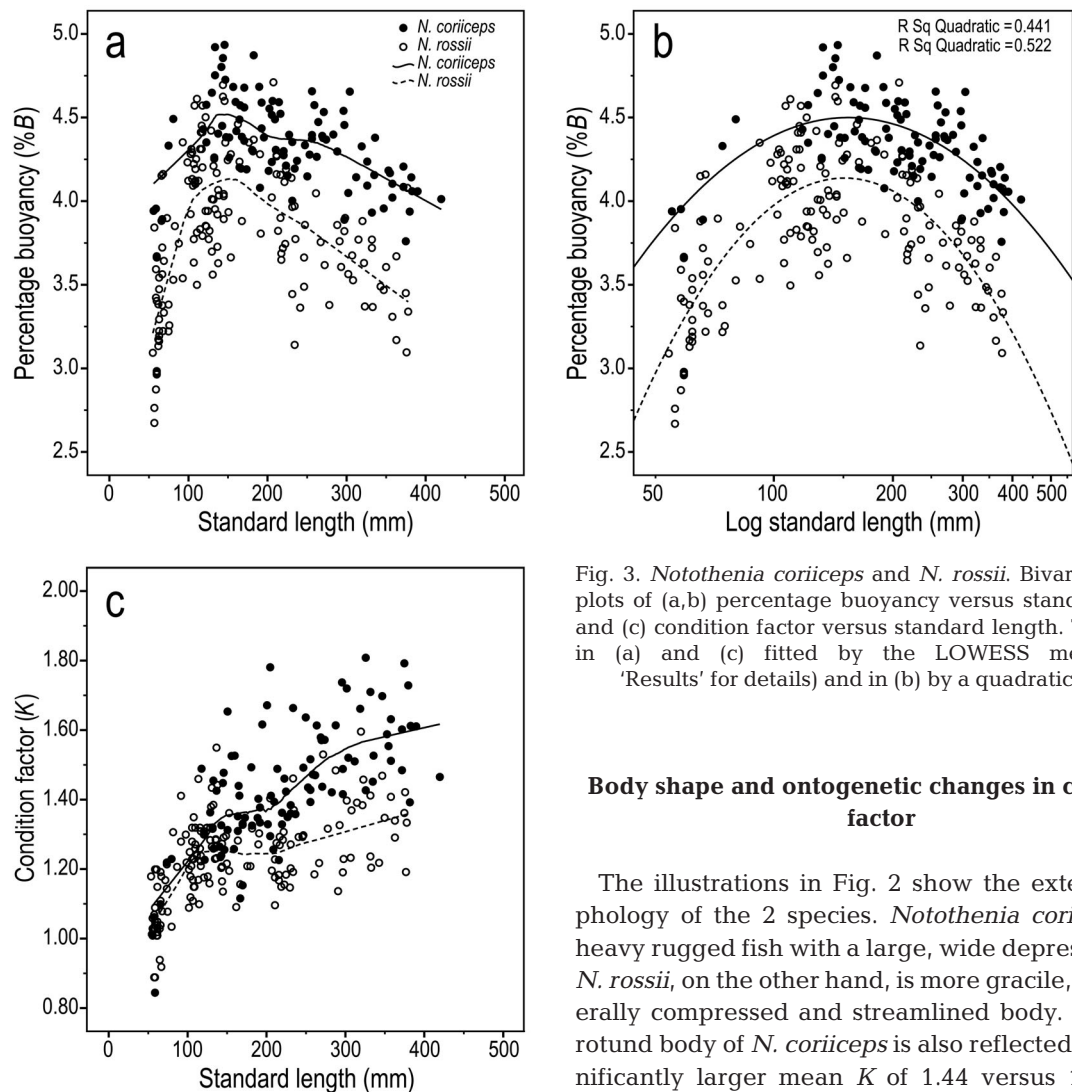 a
N. coriiceps
N. rossii
N. coriiceps
N. rossii
5.0
4.5
4.0
3.5
3.0
2.5
Percentage buoyancy (%B)
0 100 200 300 400 500
Standard length (mm)
b
R Sq Quadratic =0.441
R Sq Quadratic =0.522
5.0
4.5
4.0
3.5
3.0
2.5
Percentage buoyancy (%B)
50 100 200 300 400 500
Log standard length (mm)
c
2.00
1.80
1.60
1.40
1.20
1.00
0.80
Condition factor (K)
0 100 200 300 400 500
Standard length (mm)
Fig. 3. Notothenia coriiceps and N. rossii. Bivar
plots of (a,b) percentage buoyancy versus stand
and (c) condition factor versus standard length.
in (a) and (c) fitted by the LOWESS me
'Results' for details) and in (b) by a quadratic
Body shape and ontogenetic changes in c
factor
The illustrations in Fig. 2 show the exte
phology of the 2 species. Notothenia cori
heavy rugged fish with a large, wide depres
N. rossii, on the other hand, is more gracile,
erally compressed and streamlined body.
rotund body of N. coriiceps is also reflected
nificantly larger mean K of 1.44 versus